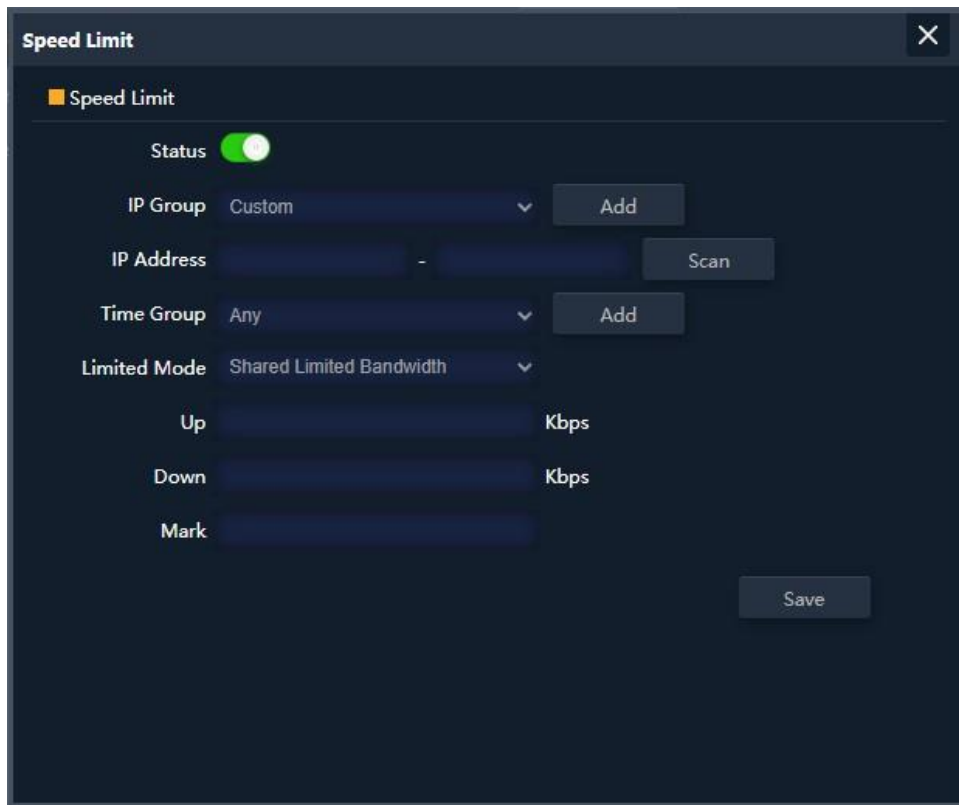 Speed Limit
Speed Limit
Status
IP Group Custom Add
IP Address - Scan
Time Group Any Add
Limited Mode Shared Limited Bandwidth
Up Kbps
Down Kbps
Mark
Save